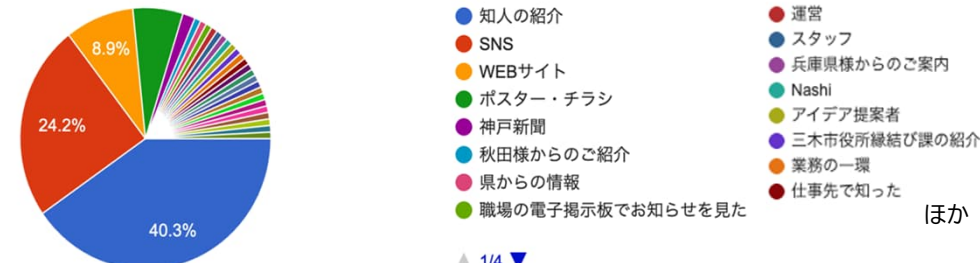 8.9%
24.2%
40.3%
知人の紹介
SNS
WEBサイト
ポスター・チラシ
神戸新聞
秋田様からのご紹介
県からの情報
職場の電子掲示板でお知らせを見た
1/4
運営
スタッフ
兵庫県様からのご案内
Nashi
アイデア提案者
三木市役所縁結び課の紹介
業務の一環
仕事先で知った
ほか